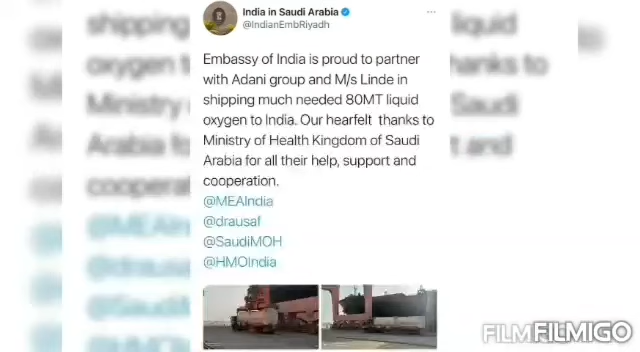 India in Saudi Arabia
@IndianEmbRiyadh
Embassy of India is proud to partner
with Adani group and M/s Linde in
shipping much needed 80MT liquid
oxygen to India. Our hearfelt thanks to
Ministry of Health Kingdom of Saudi
Arabia for all their help, support and
cooperation.
@MEAIndia
@drausaf
@SaudiMOH
@HMOIndia
FILMFILMIGO